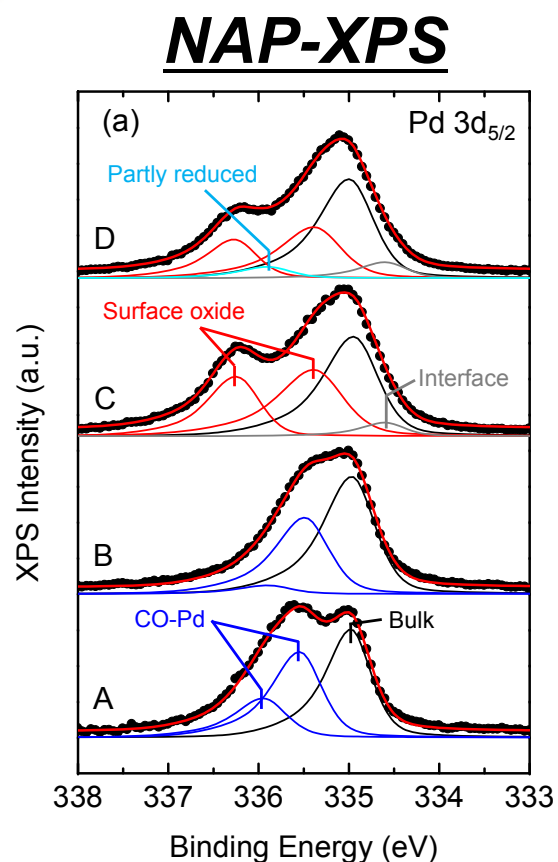 NAP-XPS
(a)
Pd 3d5/2
Partly reduced
D
Surface oxide
Interface
C
B
CO-Pd
Bulk
A
XPS Intensity (a.u.)
338 337 336 335 334 333
Binding Energy (eV)